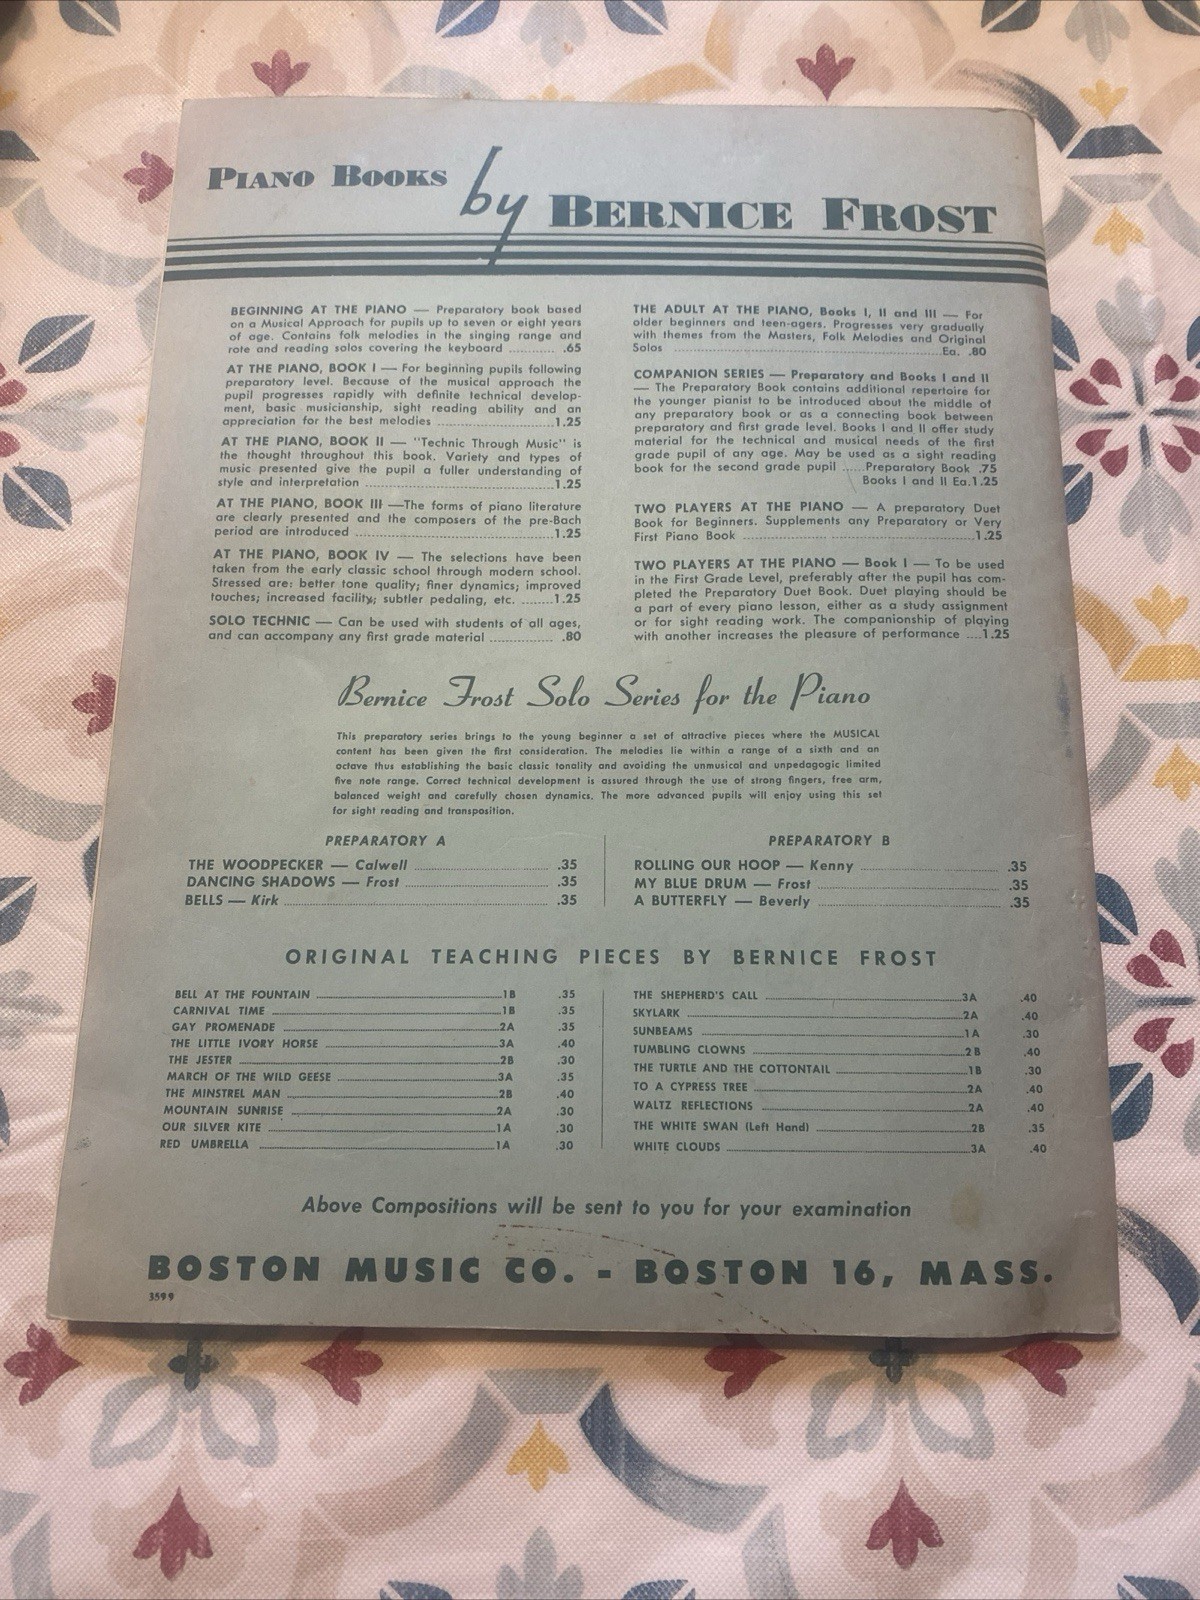 PIANO BOOKS by BERNICE FROST
BEGINNING AT THE PIANO — Preparatory book based
on a Musical Approach for pupils up to seven or eight years
of age. Contains folk melodies in the singing range and
rote and reading solos covering the keyboard ........... .65
AT THE PIANO, BOOK I — For beginning pupils following
preparatory level. Because of the musical approach the
pupil progresses rapidly with definite technical develop-
ment, basic musicianship, sight reading ability and an
appreciation for the best melodies ..............................1.25
AT THE PIANO, BOOK II — "Technic Through Music" is
the thought throughout this book. Variety and types of
music presented give the pupil a fuller understanding of
style and interpretation ................................................1.25
AT THE PIANO, BOOK III —The forms of piano literature
are clearly presented and the composers of the pre-Bach
period are introduced ..................................................1.25
AT THE PIANO, BOOK IV — The selections have been
taken from the early classic school through modern school.
Stressed are: better tone quality; finer dynamics; improved
touches; increased facility; subtler pedaling, etc. ........1.25
SOLO TECHNIC — Can be used with students of all ages,
and can accompany any first grade material ................ .80
THE ADULT AT THE PIANO, Books I, II and III — For
older beginners and teen-agers. Progresses very gradually
with themes from the Masters, Folk Melodies and Original
Solos ..................................................................Ea. .80
COMPANION SERIES — Preparatory and Books I and II
— The Preparatory Book contains additional repertoire for
the younger pianist to be introduced about the middle of
any preparatory book or as a connecting book between
preparatory and first grade level. Books I and II offer study
material for the technical and musical needs of the first
grade pupil of any age. May be used as a sight reading
book for the second grade pupil ......Preparatory Book .75
Books I and II Ea.1.25
TWO PLAYERS AT THE PIANO — A preparatory Duet
Book for Beginners. Supplements any Preparatory or Very
First Piano Book ..........................................................1.25
TWO PLAYERS AT THE PIANO — Book I — To be used
in the First Grade Level, preferably after the pupil has com-
pleted the Preparatory Duet Book. Duet playing should be
a part of every piano lesson, either as a study assignment
or for sight reading work. The companionship of playing
with another increases the pleasure of performance ....1.25
Bernice Frost Solo Series for the Piano
This preparatory series brings to the young beginner a set of attractive pieces where the MUSICAL
content has been given the first consideration. The melodies lie within a range of a sixth and an
octave thus establishing the basic classic tonality and avoiding the unmusical and unpedagogic limited
five note range. Correct technical development is assured through the use of strong fingers, free arm,
balanced weight and carefully chosen dynamics. The more advanced pupils will enjoy using this set
for sight reading and transposition.
PREPARATORY A
THE WOODPECKER — Calwell .................... .35
DANCING SHADOWS — Frost .................... .35
BELLS — Kirk .................... .35
PREPARATORY B
ROLLING OUR HOOP — Kenny .................... .35
MY BLUE DRUM — Frost .................... .35
A BUTTERFLY — Beverly .................... .35
ORIGINAL TEACHING PIECES BY BERNICE FROST
BELL AT THE FOUNTAIN ....................1B .35
CARNIVAL TIME ....................1B .35
GAY PROMENADE ....................2A .35
THE LITTLE IVORY HORSE ....................3A .40
THE JESTER ....................2B .30
MARCH OF THE WILD GEESE ....................3A .35
THE MINSTREL MAN ....................2B .40
MOUNTAIN SUNRISE ....................2A .30
OUR SILVER KITE ....................1A .30
RED UMBRELLA ....................1A .30
THE SHEPHERD'S CALL ....................3A .40
SKYLARK ....................2A .40
SUNBEAMS ....................1A .30
TUMBLING CLOWNS ....................2B .40
THE TURTLE AND THE COTTONTAIL ....................1B .30
TO A CYPRESS TREE ....................2A .40
WALTZ REFLECTIONS ....................2A .40
THE WHITE SWAN (Left Hand) ....................2B .35
WHITE CLOUDS ....................3A .40
Above Compositions will be sent to you for your examination
BOSTON MUSIC CO. - BOSTON 16, MASS.
3599